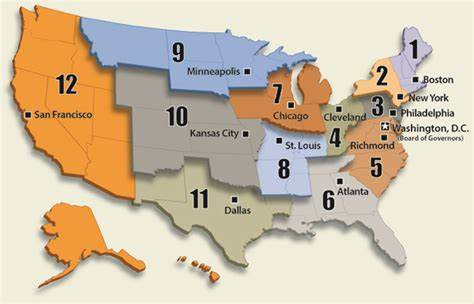 1
9
Minneapolis
Boston
2
12
7
New York
Chicago
Cleveland
3
Philadelphia
San Francisco
10
Kansas City
4
Washington, D.C.
(Board of Governors)
St. Louis
Richmond
8
5
11
Dallas
6
Atlanta